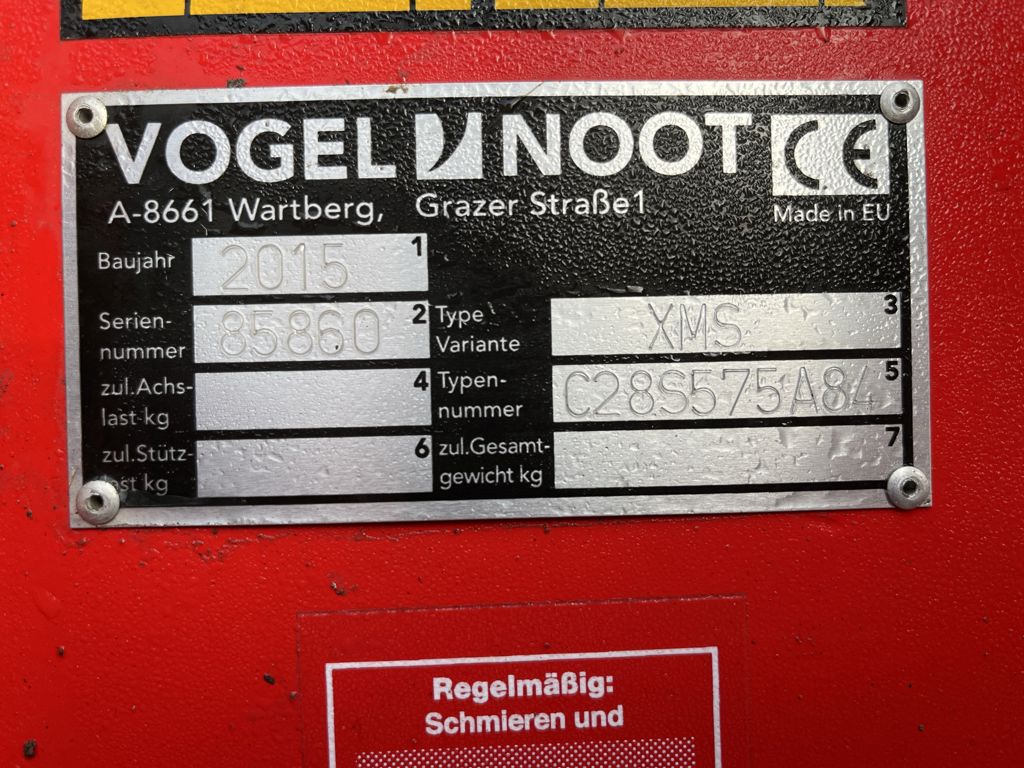 VOGEL NOOT CE
A-8661 Wartberg, Grazer Straße1
Made in EU
Baujahr 2015 1
Serien-
nummer 85860 2
Type
Variante XMS 3
zul.Achs-
last-kg 4
Typen-
nummer C28S575A84 5
zul.Stütz-
last kg 6
zul.Gesamt-
gewicht kg 7
Regelmäßig:
Schmieren und